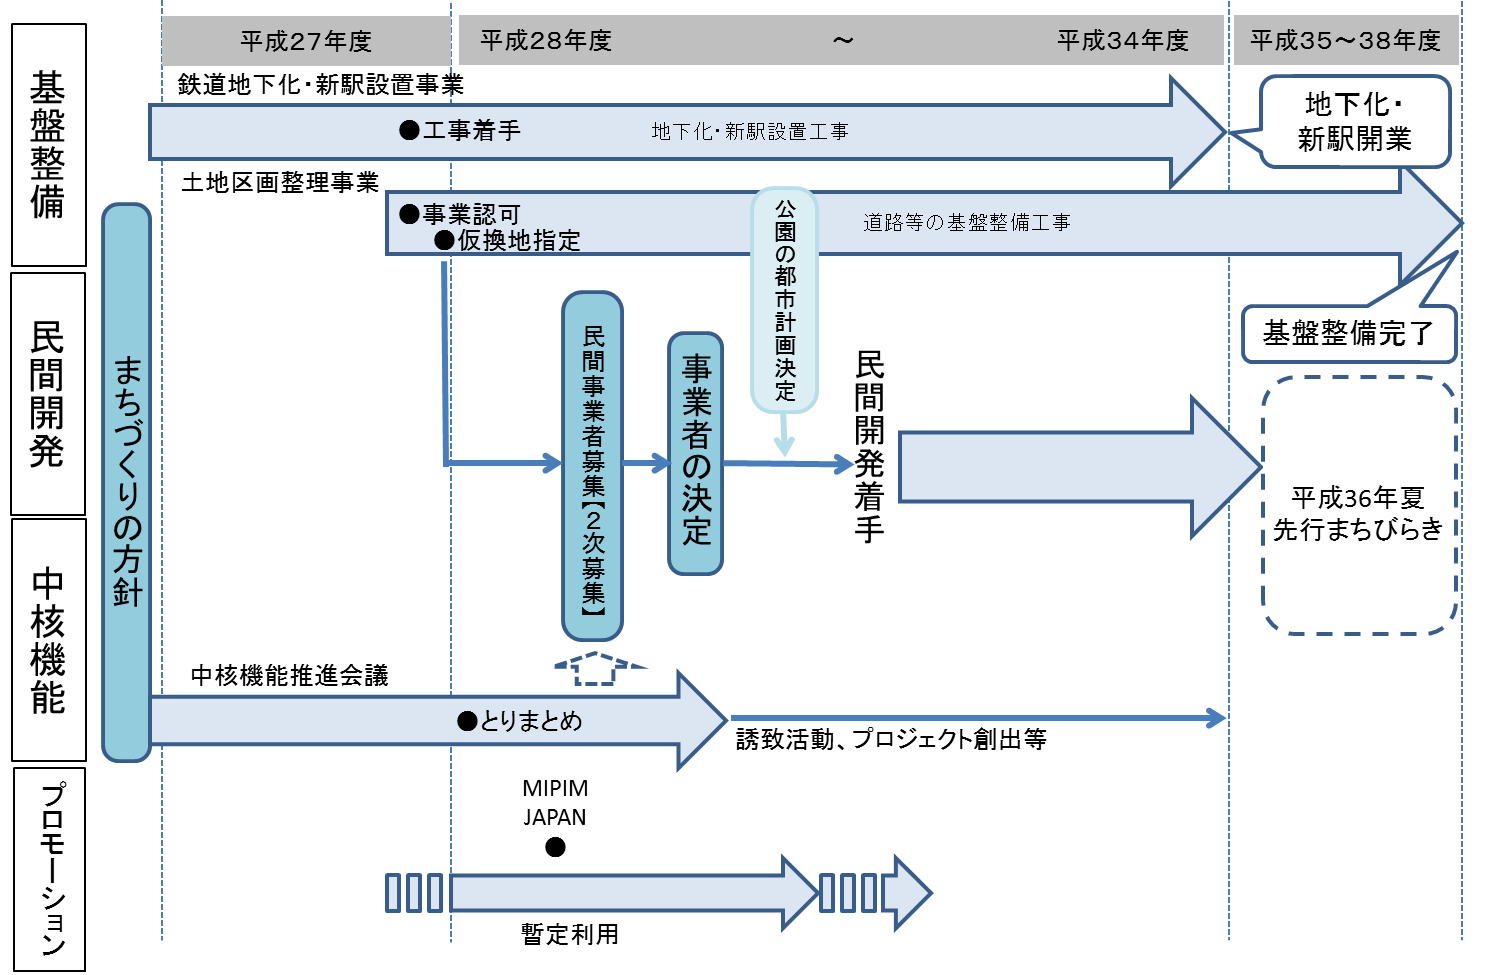 平成27年度
平成28年度 ～ 平成34年度
平成35～38年度
基盤整備
鉄道地下化・新駅設置事業
●工事着手
地下化・新駅設置工事
地下化・
新駅開業
土地区画整理事業
●事業認可
●仮換地指定
公園の都市計画決定
道路等の基盤整備工事
基盤整備完了
まちづくりの方針
民間開発
民間事業者募集【２次募集】
事業者の決定
民間開発着手
平成36年夏
先行まちびらき
中核機能
中核機能推進会議
●とりまとめ
誘致活動、プロジェクト創出等
プロモーション
MIPIM
JAPAN
●
暫定利用